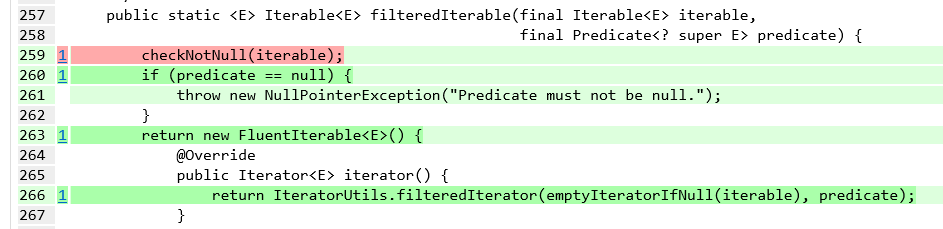 257 public static <E> Iterable<E> filteredIterable(final Iterable<E> iterable,
258 final Predicate<? super E> predicate) {
259 1 checkNotNull(iterable);
260 1 if (predicate == null) {
261 throw new NullPointerException("Predicate must not be null.");
262 }
263 1 return new FluentIterable<E>() {
264 @Override
265 public Iterator<E> iterator() {
266 1 return IteratorUtils.filteredIterator(emptyIteratorIfNull(iterable), predicate);
267 }